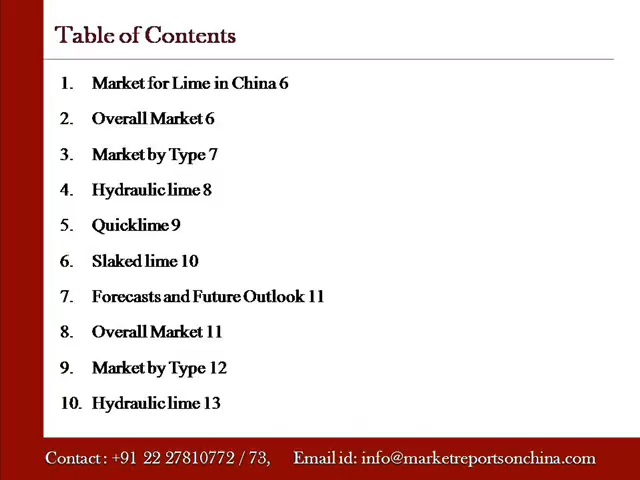 Table of Contents
1. Market for Lime in China 6
2. Overall Market 6
3. Market by Type 7
4. Hydraulic lime 8
5. Quicklime 9
6. Slaked lime 10
7. Forecasts and Future Outlook 11
8. Overall Market 11
9. Market by Type 12
10. Hydraulic lime 13
Contact : +91 22 27810772 / 73, Email id: info@marketreportsonchina.com